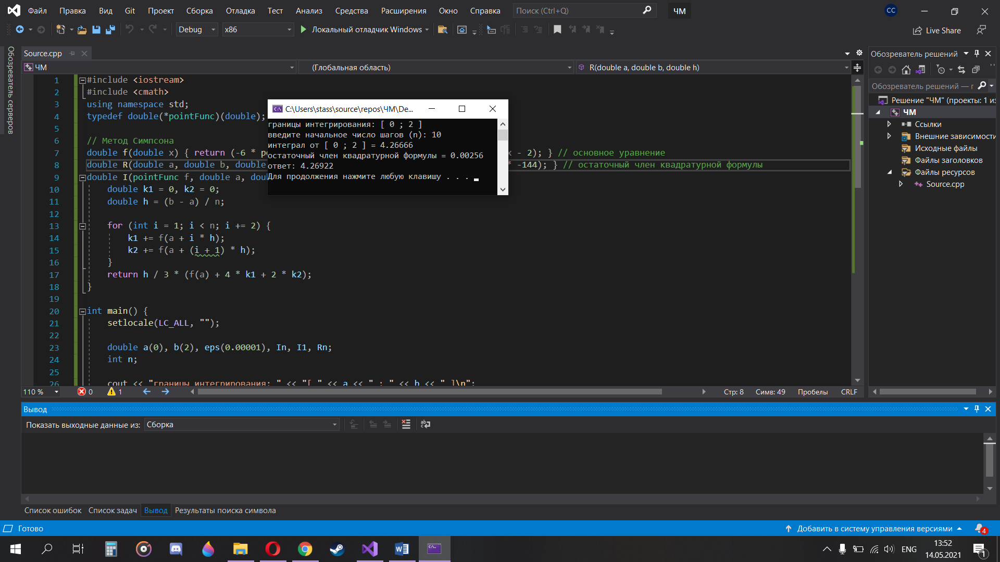 Файл Правка Вид Git Проект Сборка Отладка Тест Анализ Средства Расширения Окно Справка Поиск (Ctrl+Q) ЧМ CC
Debug x86 Локальный отладчик Windows Live Share
Обозреватель серверов
Source.cpp
ЧМ (Глобальная область) R(double a, double b, double h)
1 #include <iostream>
2 #include <cmath>
3 using namespace std;
4 typedef double(*pointFunc)(double);
5
6 // Метод Симпсона
7 double f(double x) { return (-6 * p x - 2); } // основное уравнение
8 double R(double a, double b, double * -144); } // остаточный член квадратурной формулы
9 double I(pointFunc f, double a, dou
10 double k1 = 0, k2 = 0;
11 double h = (b - a) / n;
12
13 for (int i = 1; i < n; i += 2) {
14 k1 += f(a + i * h);
15 k2 += f(a + (i + 1) * h);
16 }
17 return h / 3 * (f(a) + 4 * k1 + 2 * k2);
18 }
19
20 int main() {
21 setlocale(LC_ALL, "");
22
23 double a(0), b(2), eps(0.00001), In, I1, Rn;
24 int n;
25
26 cout << "границы интегрирования: " << "[ " << a << " ; " << b << " ]\n";
C:\Users\stass\source\repos\ЧМ\De...
границы интегрирования: [ 0 ; 2 ]
введите начальное число шагов (n): 10
интеграл от [ 0 ; 2 ] = 4.26666
остаточный член квадратурной формулы = 0.00256
ответ: 4.26922
Для продолжения нажмите любую клавишу . . .
110 % 0 1 Стр: 8 Симв: 49 Пробелы CRLF
Обозреватель решений
Обозреватель решений — г
Решение "ЧМ" (проекты: 1 из
ЧМ
Ссылки
Внешние зависимости
Исходные файлы
Файлы заголовков
Файлы ресурсов
Source.cpp
Вывод
Показать выходные данные из: Сборка
Список ошибок Список задач Вывод Результаты поиска символа
Готово Добавить в систему управления версиями 4
ENG 13:52
14.05.2021 1